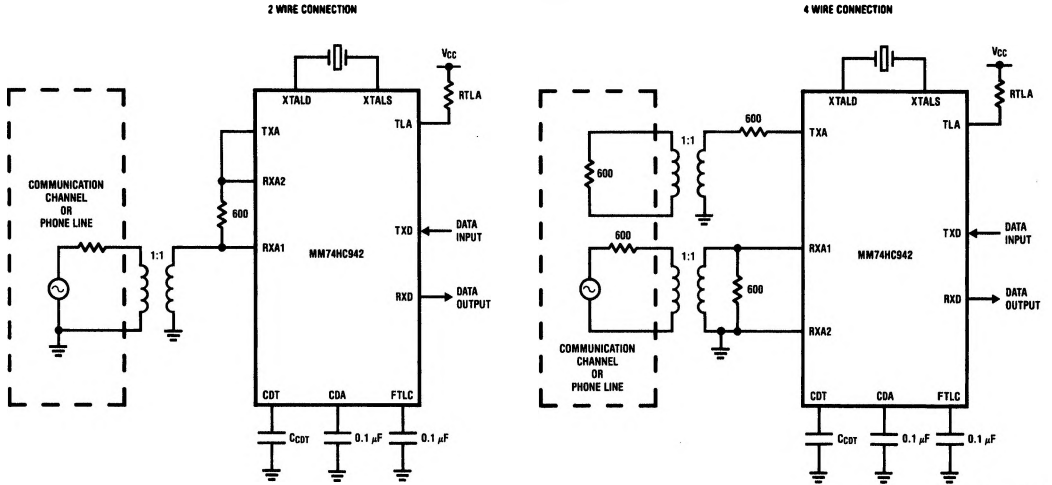 2 WIRE CONNECTION
XTALD
XTALS
VCC
RTLA
TXA
TLA
RXA2
COMMUNICATION
CHANNEL
OR
PHONE LINE
600
TXD
DATA
INPUT
1:1
RXA1
MM74HC942
RXD
DATA
OUTPUT
CDT
CDA
FTLC
CCDT
0.1 µF
0.1 µF
4 WIRE CONNECTION
XTALD
XTALS
VCC
RTLA
600
TXA
TLA
1:1
600
TXD
DATA
INPUT
600
1:1
RXA1
MM74HC942
600
RXD
DATA
OUTPUT
RXA2
COMMUNICATION
CHANNEL
OR
PHONE LINE
CDT
CDA
FTLC
CCDT
0.1 µF
0.1 µF